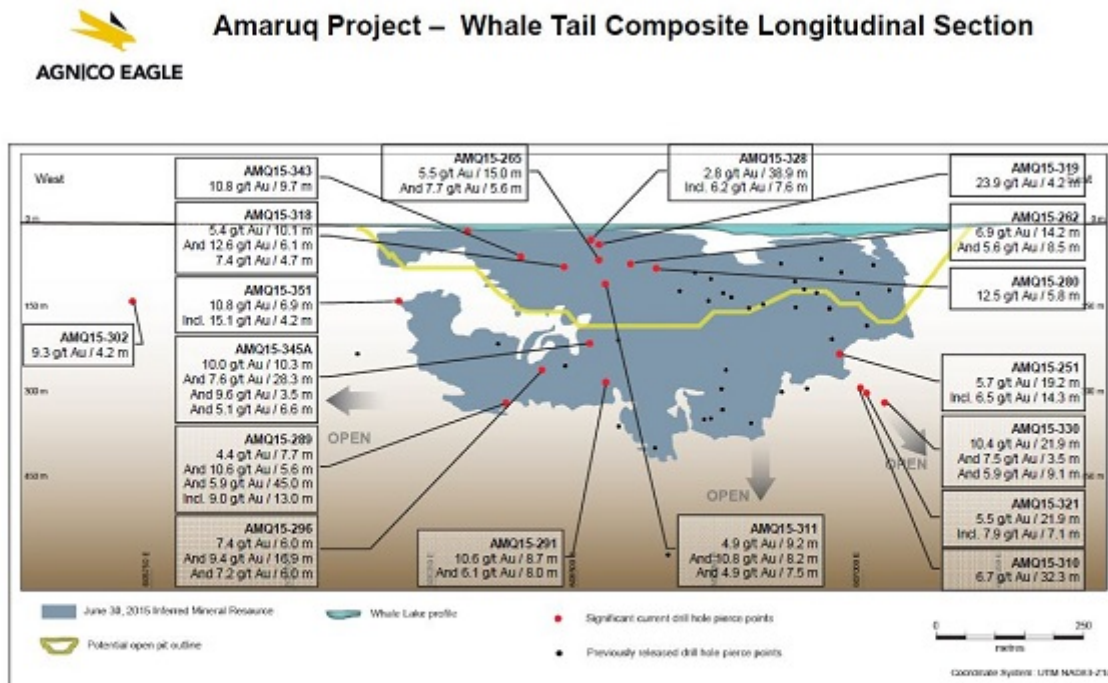 Amaruq Project – Whale Tail Composite Longitudinal Section
AGNICO EAGLE
West
0 m
0 m
AMQ15-343
10.8 g/t Au / 9.7 m
AMQ15-265
5.5 g/t Au / 15.0 m
And 7.7 g/t Au / 5.6 m
AMQ15-328
2.8 g/t Au / 38.9 m
Incl. 6.2 g/t Au / 7.6 m
AMQ15-319
23.9 g/t Au / 4.2 m
AMQ15-318
5.4 g/t Au / 10.1 m
And 12.6 g/t Au / 6.1 m
7.4 g/t Au / 4.7 m
AMQ15-262
6.9 g/t Au / 14.2 m
And 5.6 g/t Au / 8.5 m
AMQ15-280
12.5 g/t Au / 5.8 m
150 m
AMQ15-351
10.8 g/t Au / 6.9 m
Incl. 15.1 g/t Au / 4.2 m
AMQ15-302
9.3 g/t Au / 4.2 m
AMQ15-345A
10.0 g/t Au / 10.3 m
And 7.6 g/t Au / 28.3 m
And 9.6 g/t Au / 3.5 m
And 5.1 g/t Au / 6.6 m
AMQ15-251
5.7 g/t Au / 19.2 m
Incl. 6.5 g/t Au / 14.3 m
300 m
OPEN
AMQ15-289
4.4 g/t Au / 7.7 m
And 10.6 g/t Au / 5.6 m
And 5.9 g/t Au / 45.0 m
Incl. 9.0 g/t Au / 13.0 m
AMQ15-330
10.4 g/t Au / 21.9 m
And 7.5 g/t Au / 3.5 m
And 5.9 g/t Au / 9.1 m
OPEN
450 m
OPEN
AMQ15-321
5.5 g/t Au / 21.9 m
Incl. 7.9 g/t Au / 7.1 m
AMQ15-296
7.4 g/t Au / 6.0 m
And 9.4 g/t Au / 16.9 m
And 7.2 g/t Au / 6.0 m
AMQ15-291
10.6 g/t Au / 8.7 m
And 6.1 g/t Au / 8.0 m
AMQ15-311
4.9 g/t Au / 9.2 m
And 10.8 g/t Au / 8.2 m
And 4.9 g/t Au / 7.5 m
AMQ15-310
6.7 g/t Au / 32.3 m
June 30, 2015 Inferred Mineral Resource
Whale Lake profile
Significant current drill hole pierce points
0 250
metres
Potential open pit outline
Previously released drill hole pierce points
Coordinate System: UTM NAD83-Z1